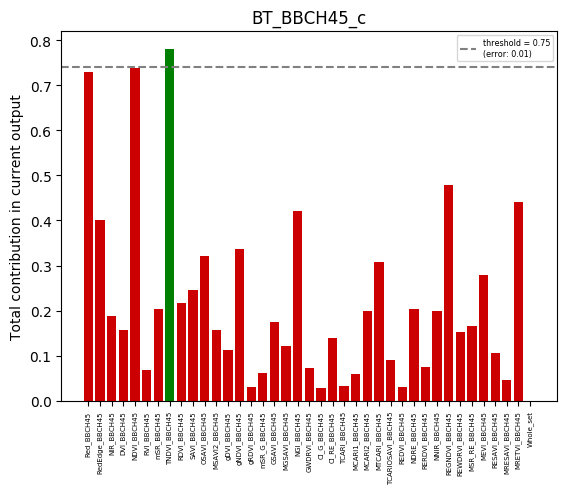 BT_BBCH45_c
Total contribution in current output
0.8
0.7
0.6
0.5
0.4
0.3
0.2
0.1
0.0
threshold = 0.75
(error: 0.01)
Red_BBCH45
RedEdge_BBCH45
NIR_BBCH45
DVI_BBCH45
NDVI_BBCH45
RVI_BBCH45
mSR_BBCH45
TNDVI_BBCH45
NDVI_BBCH45
SAVI_BBCH45
OSAVI_BBCH45
MSAVI2_BBCH45
gDVI_BBCH45
gNDVI_BBCH45
gRDVI_BBCH45
mSR_G_BBCH45
GSAVI_BBCH45
MGSAVI_BBCH45
NGI_BBCH45
GWDRVI_BBCH45
CI_G_BBCH45
CI_RE_BBCH45
TCARI_BBCH45
MCARI1_BBCH45
MCARI2_BBCH45
MTCARI_BBCH45
TCARIOSAVI_BBCH45
REDVI_BBCH45
NDRE_BBCH45
RERDVI_BBCH45
NNIR_BBCH45
REGNDVI_BBCH45
REWDRVI_BBCH45
MSR_RE_BBCH45
MEVI_BBCH45
RESAVI_BBCH45
MRESAVI_BBCH45
MRETVI_BBCH45
Whole_set